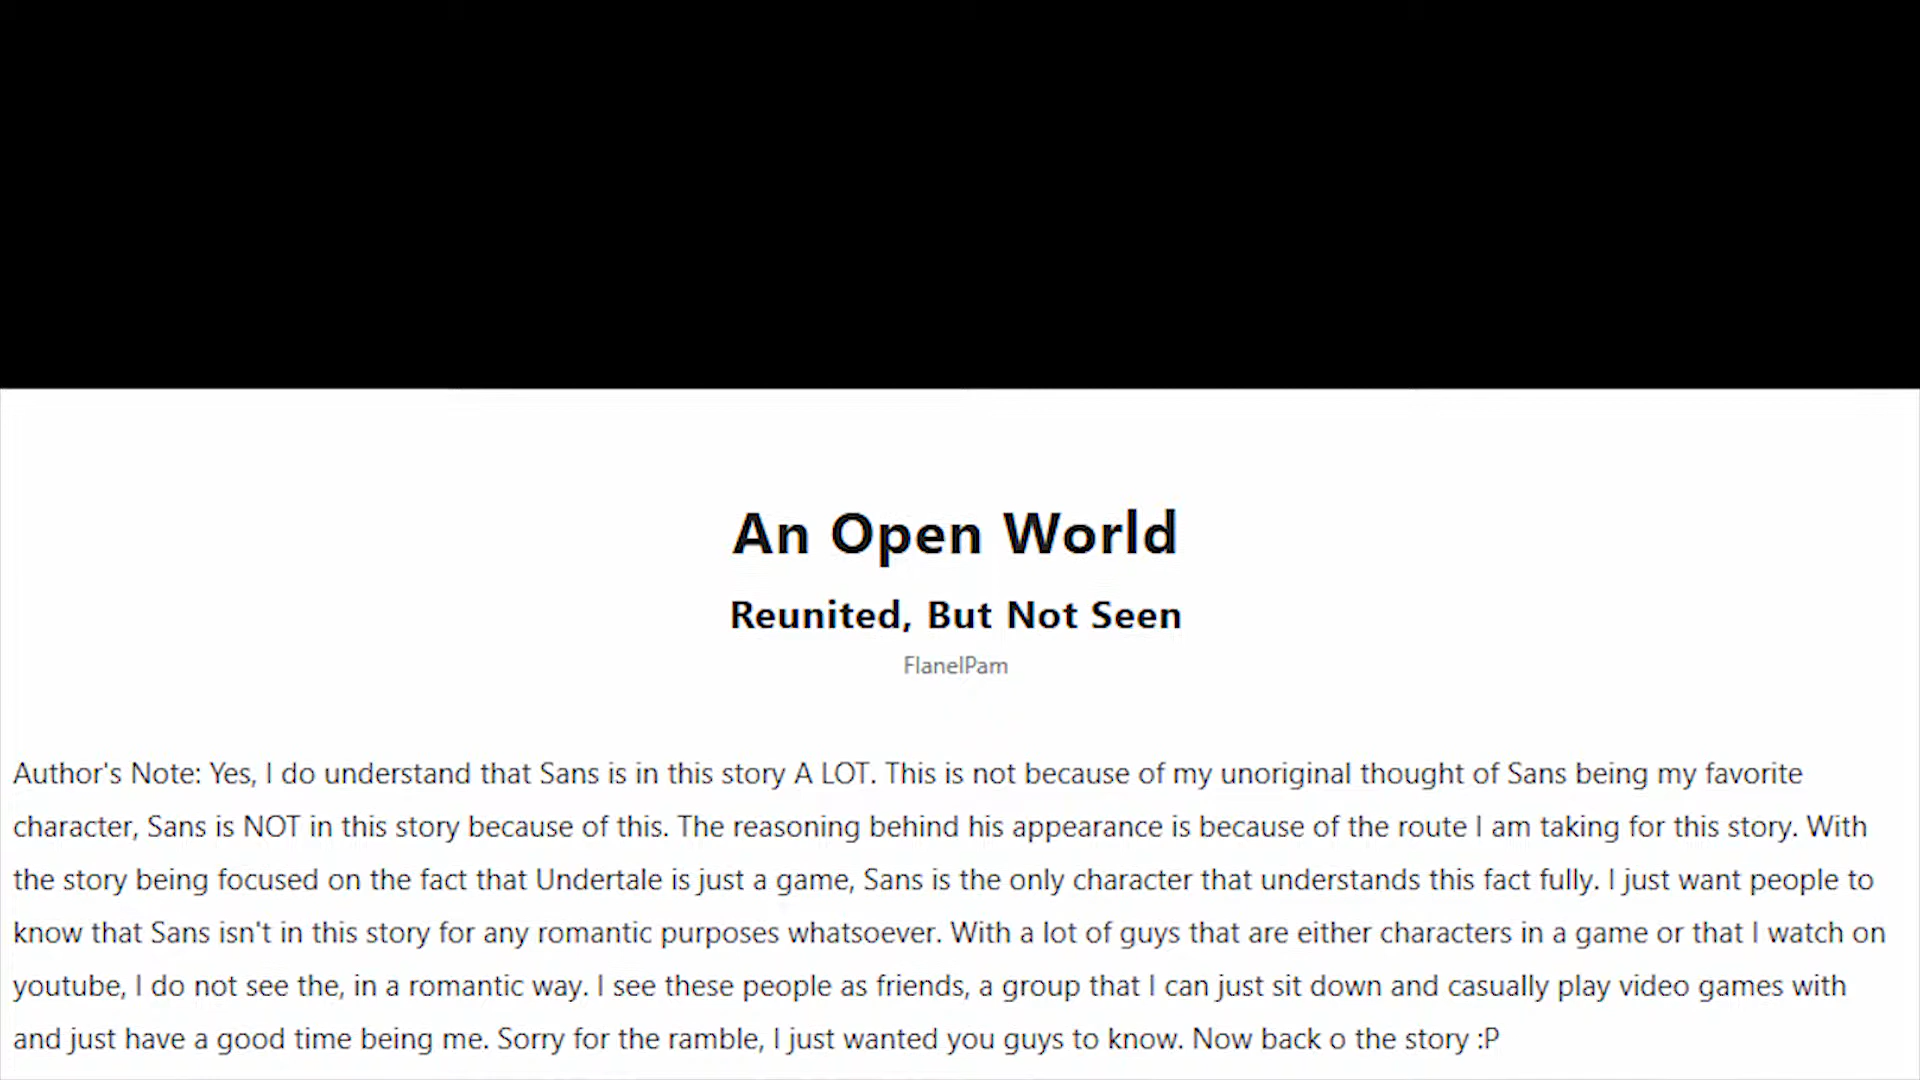 An Open World
Reunited, But Not Seen
FlanelPam
Author's Note: Yes, I do understand that Sans is in this story A LOT. This is not because of my unoriginal thought of Sans being my favorite
character, Sans is NOT in this story because of this. The reasoning behind his appearance is because of the route I am taking for this story. With
the story being focused on the fact that Undertale is just a game, Sans is the only character that understands this fact fully. I just want people to
know that Sans isn't in this story for any romantic purposes whatsoever. With a lot of guys that are either characters in a game or that I watch on
youtube, I do not see the, in a romantic way. I see these people as friends, a group that I can just sit down and casually play video games with
and just have a good time being me. Sorry for the ramble, I just wanted you guys to know. Now back o the story :P